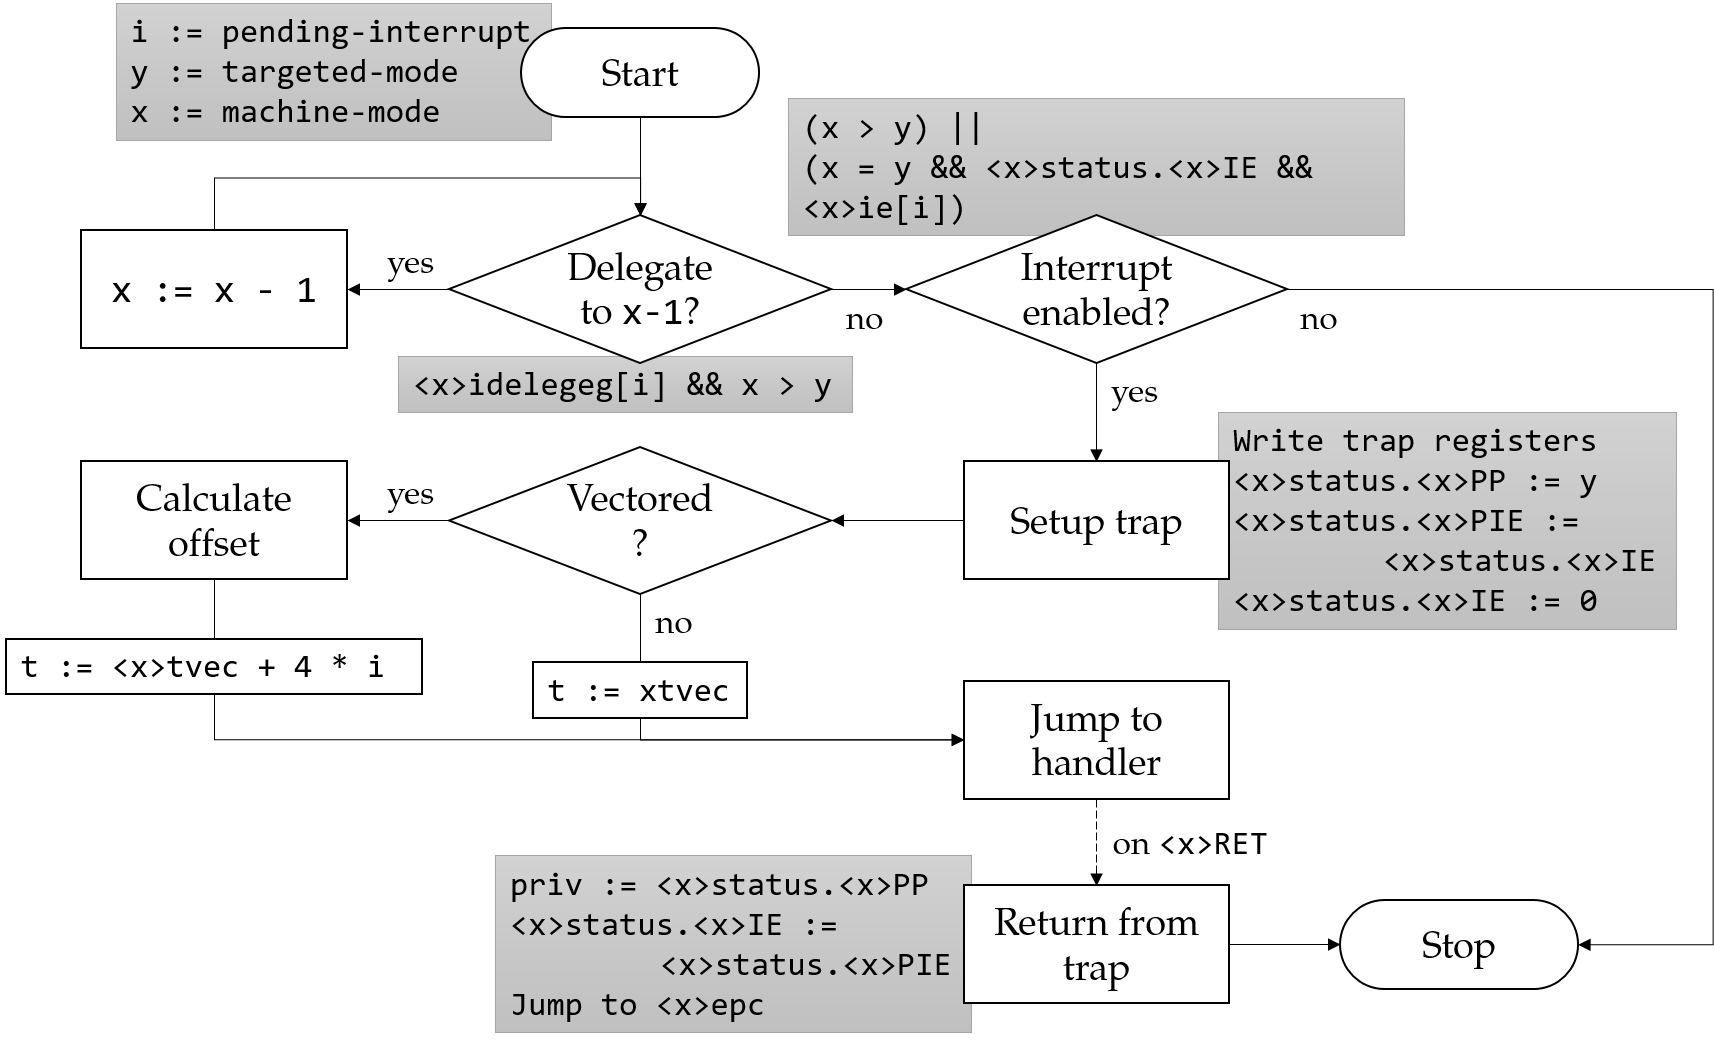 i := pending-interrupt
y := targeted-mode
x := machine-mode
Start
(x > y) ||
(x = y && <x>status.<x>IE &&
<x>ie[i])
x := x - 1
yes
Delegate
to x-1?
no
Interrupt
enabled?
no
<x>idelegeg[i] && x > y
yes
Calculate
offset
yes
Vectored
?
Setup trap
Write trap registers
<x>status.<x>PP := y
<x>status.<x>PIE :=
<x>status.<x>IE
<x>status.<x>IE := 0
no
t := <x>tvec + 4 * i
t := xtvec
Jump to
handler
on <x>RET
priv := <x>status.<x>PP
<x>status.<x>IE :=
<x>status.<x>PIE
Jump to <x>epc
Return from
trap
Stop